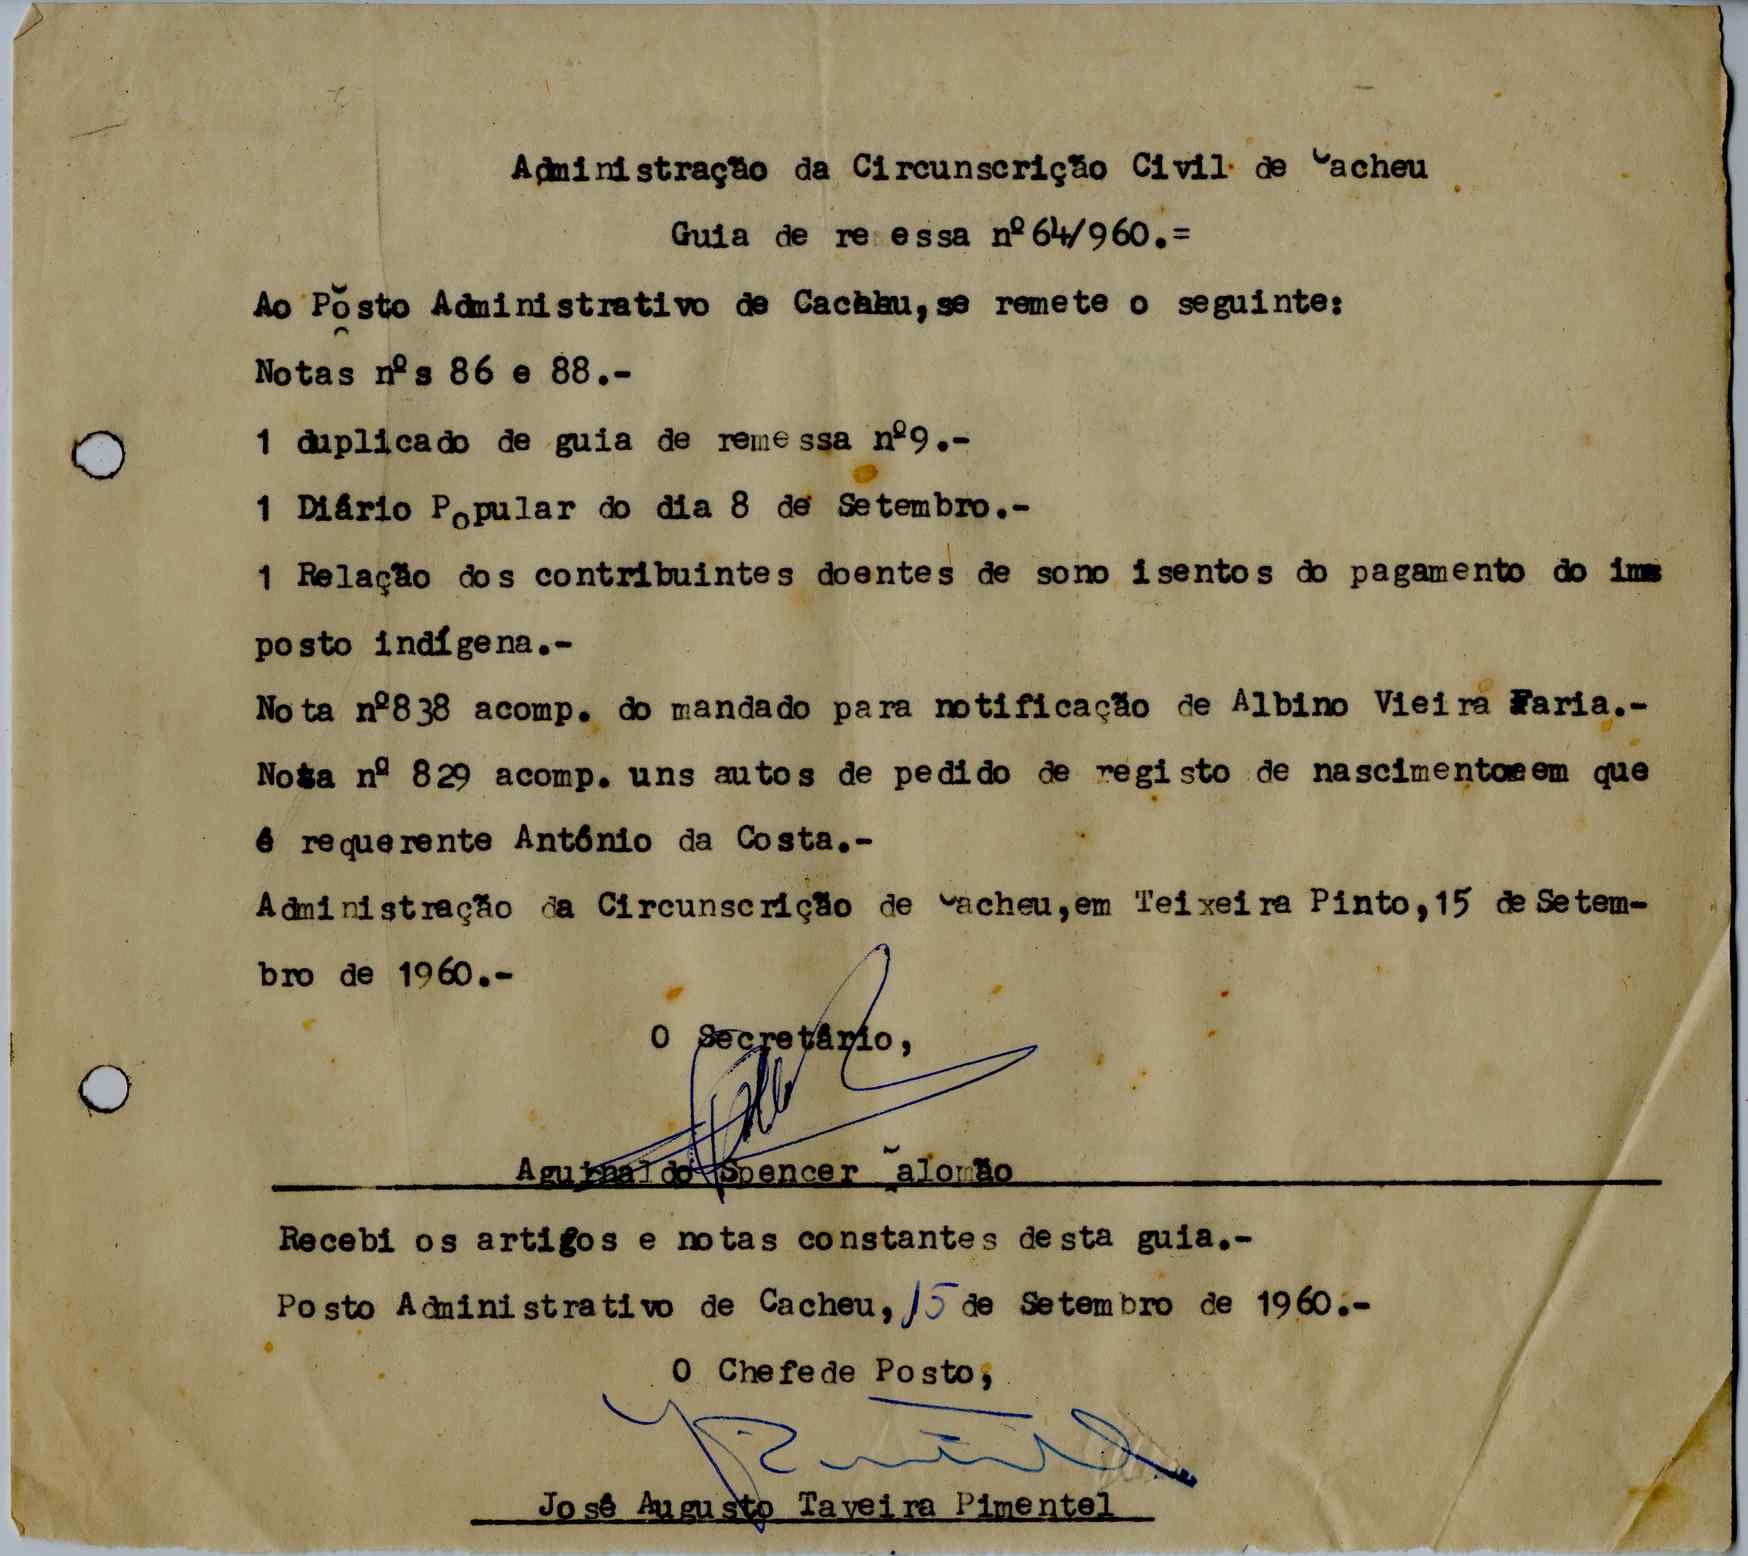 Administração da Circunscrição Civil de Cacheu
Guia de remessa nº64/960.=
Ao Pôsto Administrativo de Cacheu,se remete o seguinte:
Notas nºs 86 e 88.-
1 duplicado de guia de remessa nº9.-
1 Diário Popular do dia 8 de Setembro.-
1 Relação dos contribuintes doentes de sono isentos do pagamento do im-
posto indígena.-
Nota nº838 acomp. do mandado para notificação de Albino Vieira Faria.-
Nota nº 829 acomp. uns autos de pedido de registo de nascimento em que
é requerente António da Costa.-
Administração da Circunscrição de Cacheu,em Teixeira Pinto,15 de Setem-
bro de 1960.-
O Secretário,
Aguinaldo Spencer Salomão
Recebi os artigos e notas constantes desta guia.-
Posto Administrativo de Cacheu, 15 de Setembro de 1960.-
O Chefe de Posto,
José Augusto Taveira Pimentel